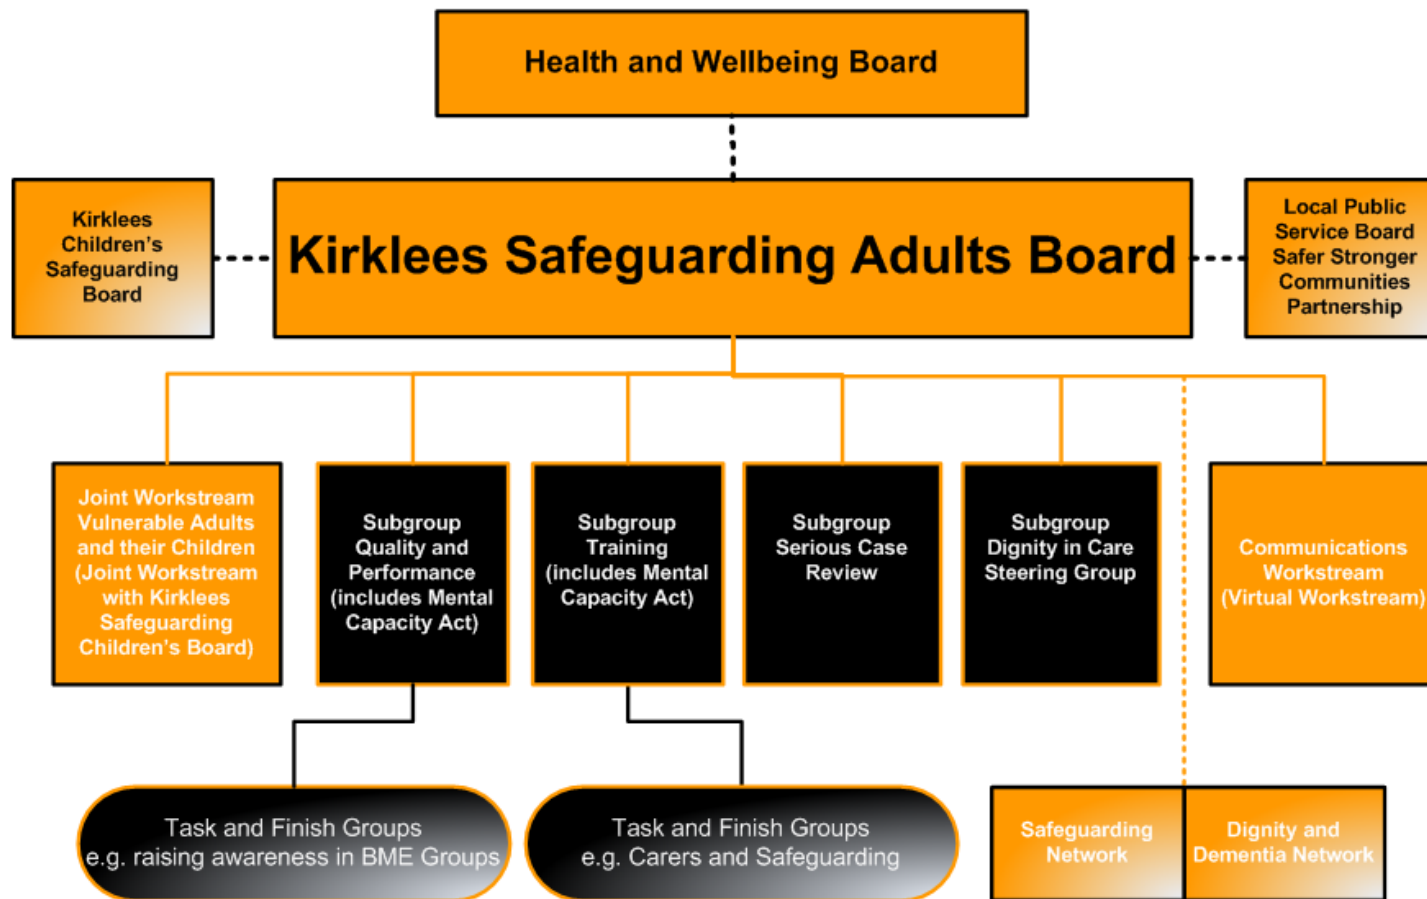 Health and Wellbeing Board
Kirklees
Children's
Safeguarding
Board
Kirklees Safeguarding Adults Board
Local Public
Service Board
Safer Stronger
Communities
Partnership
Joint Workstream
Vulnerable Adults
and their Children
(Joint Workstream
with Kirklees
Safeguarding
Children's Board)
Subgroup
Quality and
Performance
(includes Mental
Capacity Act)
Subgroup
Training
(includes Mental
Capacity Act)
Subgroup
Serious Case
Review
Subgroup
Dignity in Care
Steering Group
Communications
Workstream
(Virtual Workstream)
Task and Finish Groups
e.g. raising awareness in BME Groups
Task and Finish Groups
e.g. Carers and Safeguarding
Safeguarding
Network
Dignity and
Dementia Network